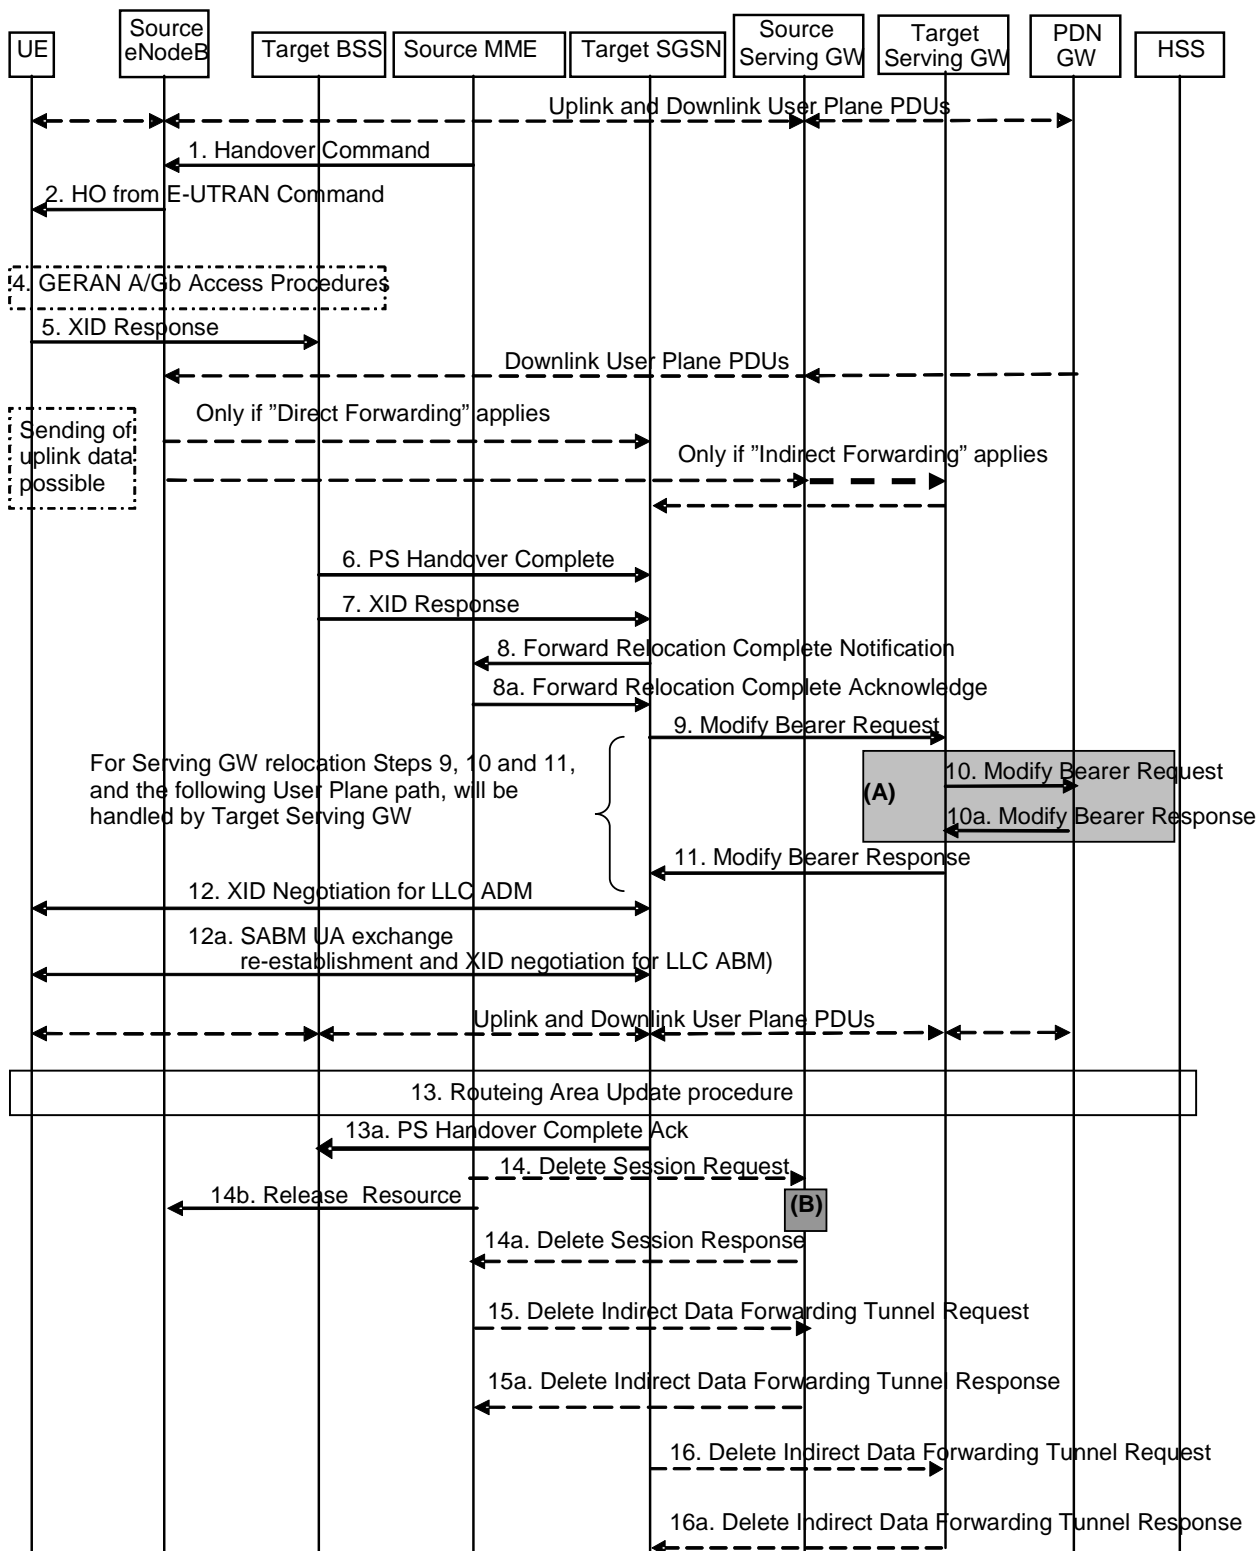 UE
Source
eNodeB
Target BSS
Source MME
Target SGSN
Source
Serving GW
Target
Serving GW
PDN
GW
HSS
Uplink and Downlink User Plane PDUs
1. Handover Command
2. HO from E-UTRAN Command
4. GERAN A/Gb Access Procedures
5. XID Response
Downlink User Plane PDUs
Only if ”Direct Forwarding” applies
Sending of
uplink data
possible
Only if ”Indirect Forwarding” applies
6. PS Handover Complete
7. XID Response
8. Forward Relocation Complete Notification
8a. Forward Relocation Complete Acknowledge
9. Modify Bearer Request
For Serving GW relocation Steps 9, 10 and 11,
and the following User Plane path, will be
handled by Target Serving GW
(A)
10. Modify Bearer Request
10a. Modify Bearer Response
11. Modify Bearer Response
12. XID Negotiation for LLC ADM
12a. SABM UA exchange
re-establishment and XID negotiation for LLC ABM)
Uplink and Downlink User Plane PDUs
13. Routeing Area Update procedure
13a. PS Handover Complete Ack
14. Delete Session Request
14b. Release Resource
(B)
14a. Delete Session Response
15. Delete Indirect Data Forwarding Tunnel Request
15a. Delete Indirect Data Forwarding Tunnel Response
16. Delete Indirect Data Forwarding Tunnel Request
16a. Delete Indirect Data Forwarding Tunnel Response